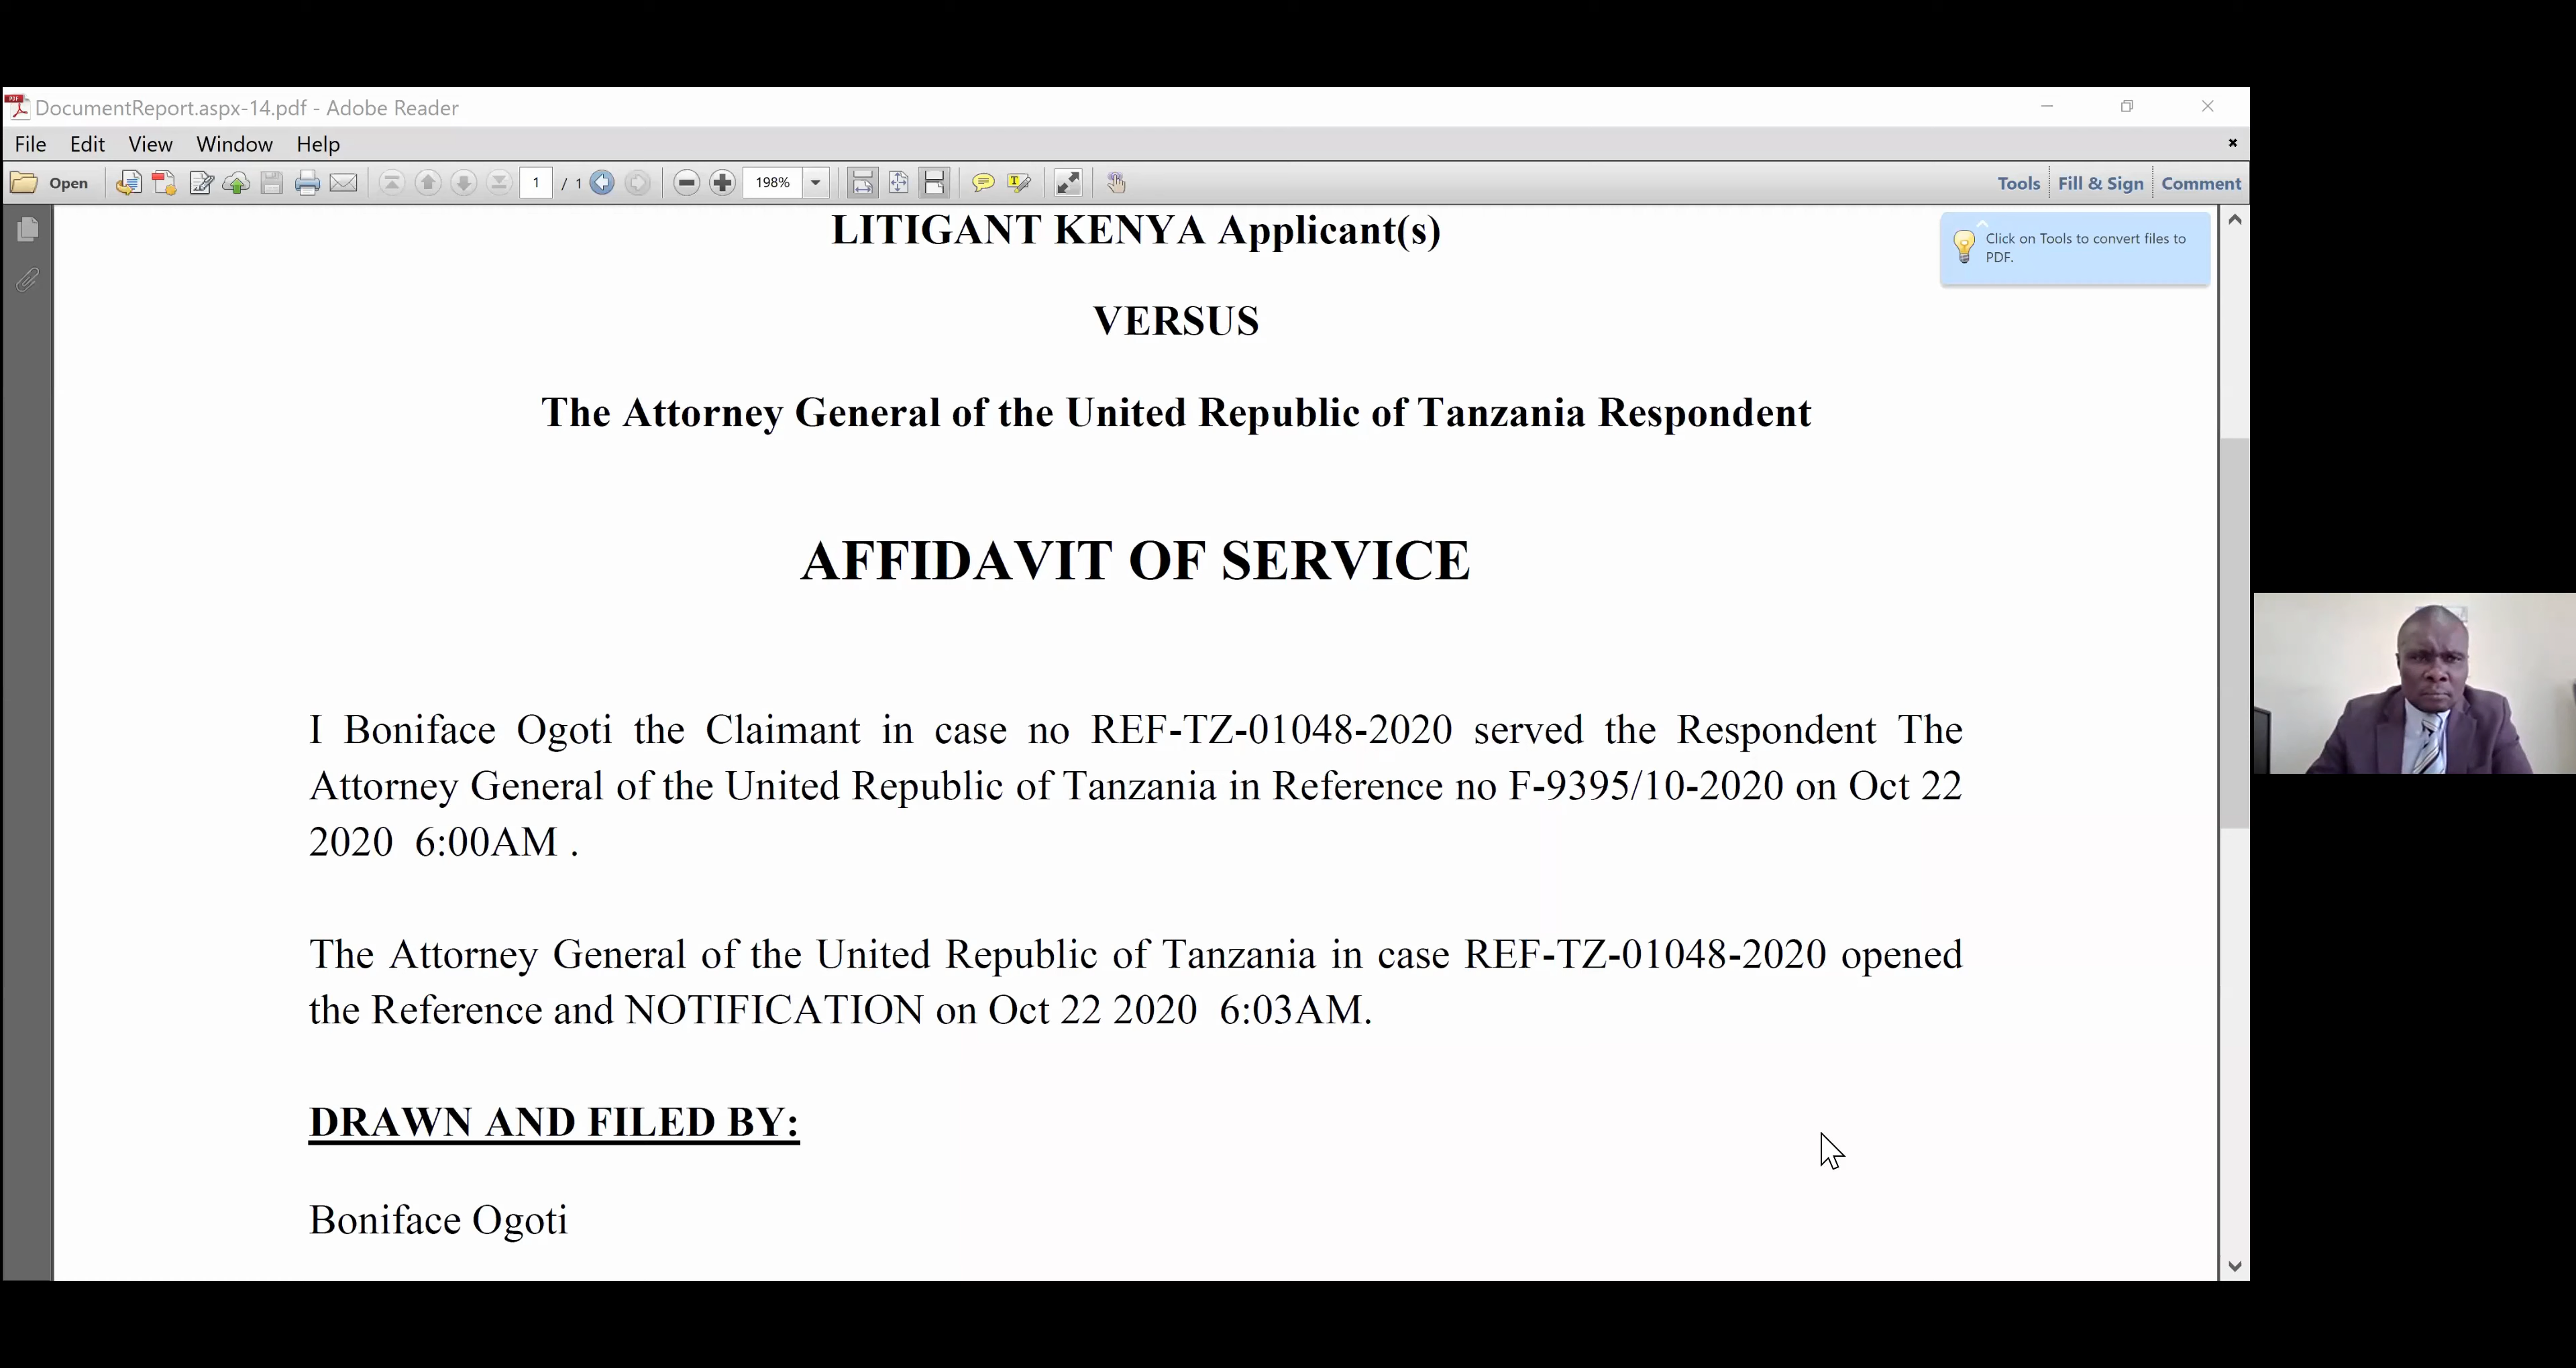 DocumentReport.aspx-14.pdf - Adobe Reader
File Edit View Window Help
Open 1 / 1 198% Tools Fill & Sign Comment
Click on Tools to convert files to
PDF.
LITIGANT KENYA Applicant(s)
VERSUS
The Attorney General of the United Republic of Tanzania Respondent
AFFIDAVIT OF SERVICE
I Boniface Ogoti the Claimant in case no REF-TZ-01048-2020 served the Respondent The
Attorney General of the United Republic of Tanzania in Reference no F-9395/10-2020 on Oct 22
2020 6:00AM .
The Attorney General of the United Republic of Tanzania in case REF-TZ-01048-2020 opened
the Reference and NOTIFICATION on Oct 22 2020 6:03AM.
DRAWN AND FILED BY:
Boniface Ogoti